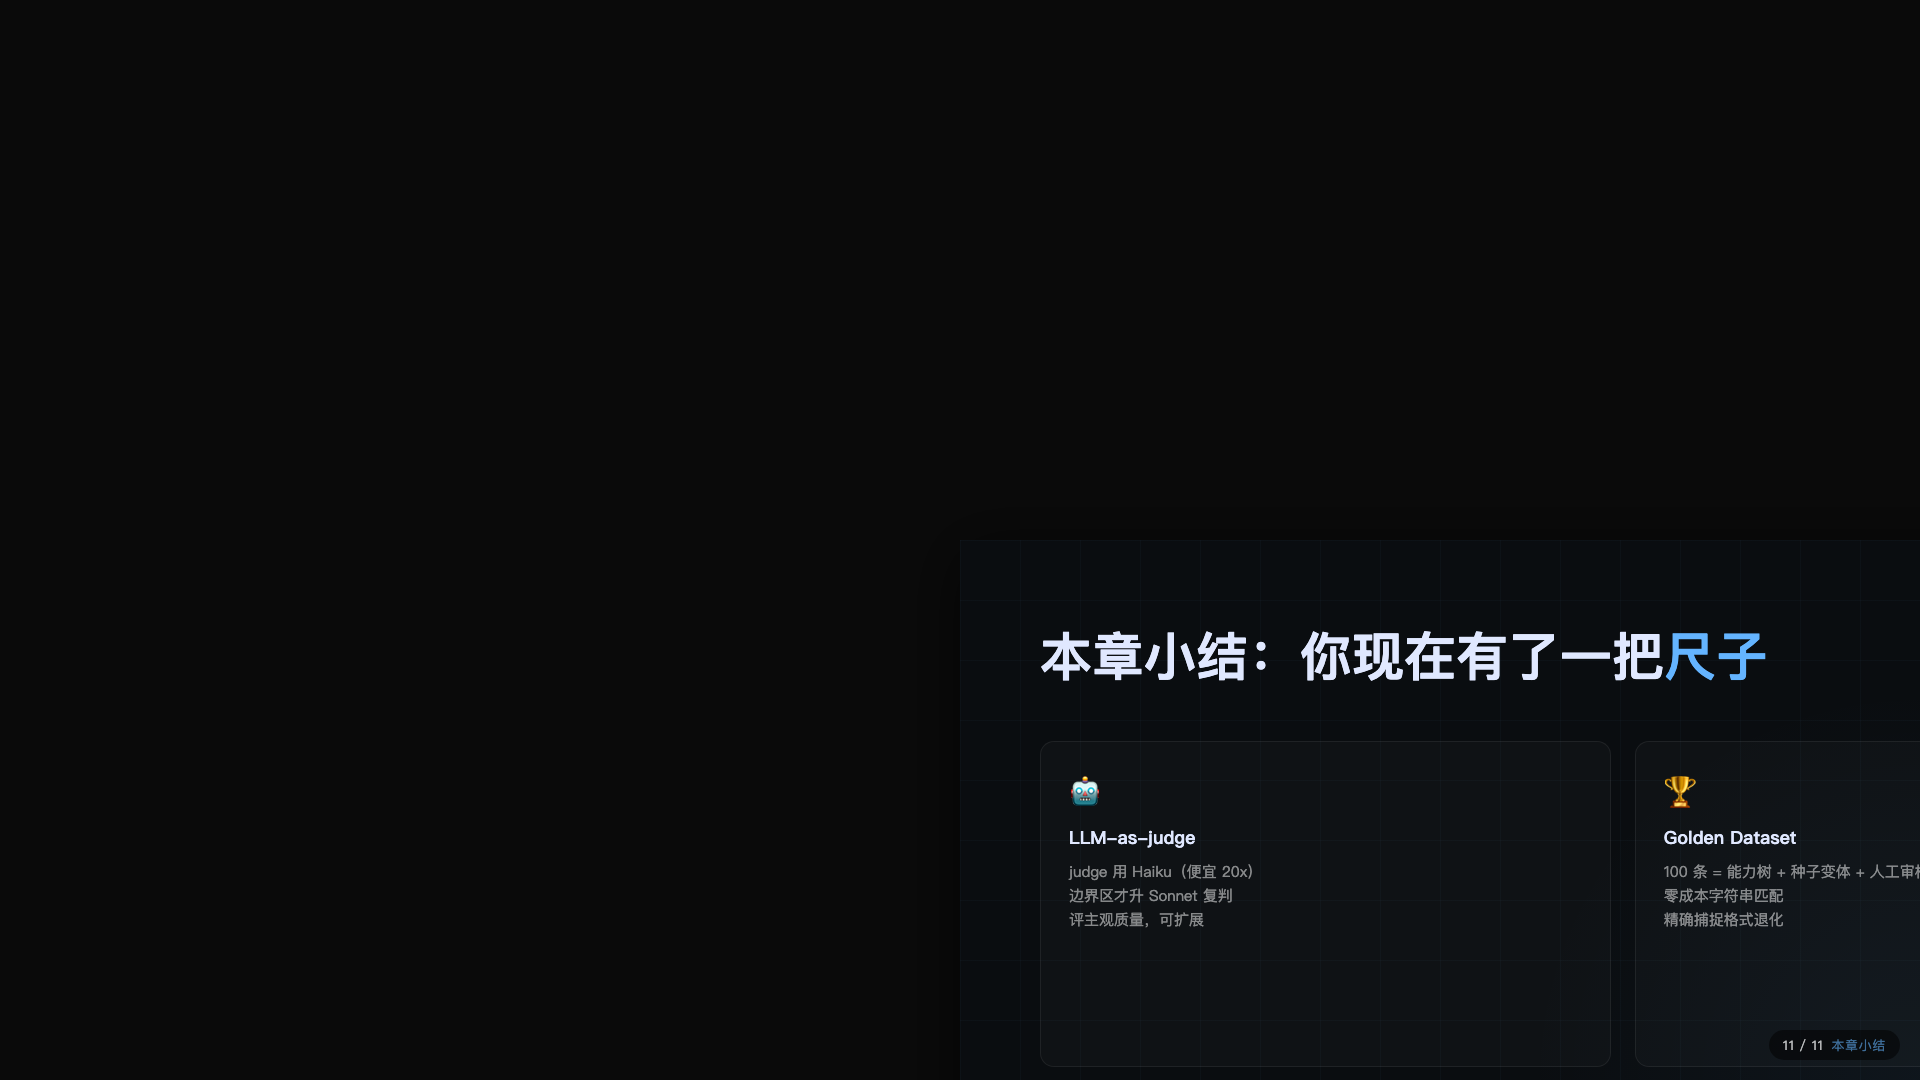 本章小结：你现在有了一把尺子
LLM-as-judge
judge 用 Haiku（便宜 20x）
边界区才升 Sonnet 复判
评主观质量，可扩展
Golden Dataset
100 条 = 能力树 + 种子变体 + 人工审
零成本字符串匹配
精确捕捉格式退化
11 / 11 本章小结